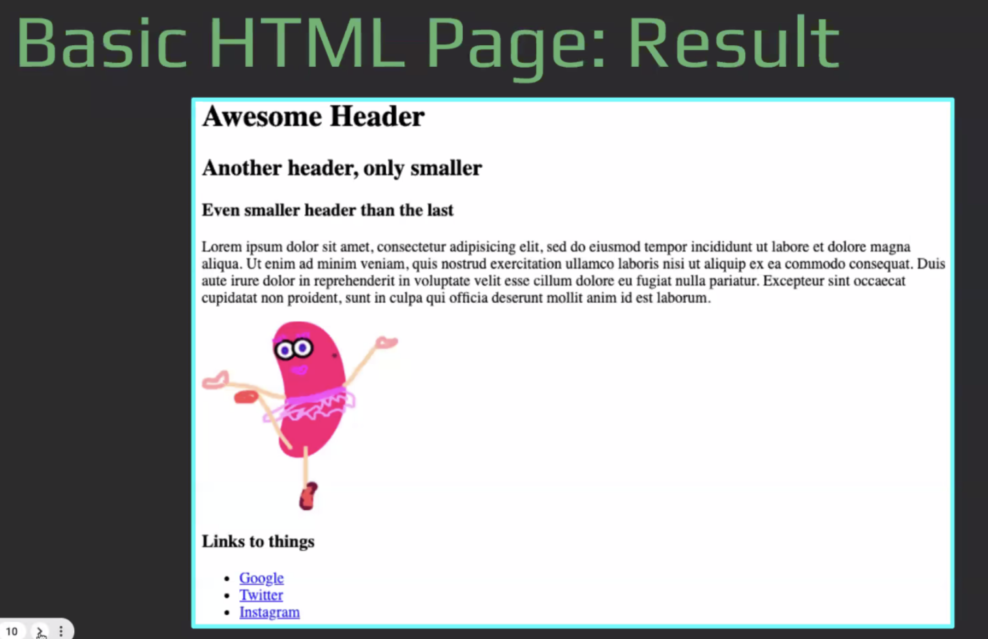 Basic HTML Page: Result
Awesome Header
Another header, only smaller
Even smaller header than the last
Lorem ipsum dolor sit amet, consectetur adipisicing elit, sed do eiusmod tempor incididunt ut labore et dolore magna
aliqua. Ut enim ad minim veniam, quis nostrud exercitation ullamco laboris nisi ut aliquip ex ea commodo consequat. Duis
aute irure dolor in reprehenderit in voluptate velit esse cillum dolore eu fugiat nulla pariatur. Excepteur sint occaecat
cupidatat non proident, sunt in culpa qui officia deserunt mollit anim id est laborum.
Links to things
Google
Twitter
Instagram
10